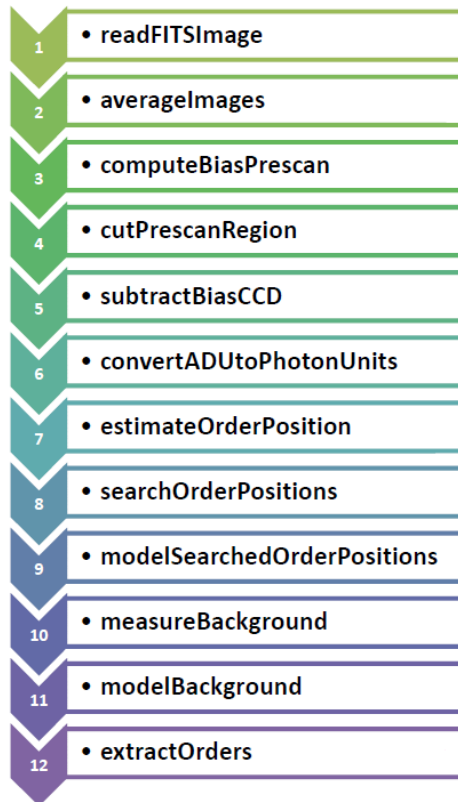 1 • readFITSImage
2 • averageImages
3 • computeBiasPrescan
4 • cutPrescanRegion
5 • subtractBiasCCD
6 • convertADUtoPhotonUnits
7 • estimateOrderPosition
8 • searchOrderPositions
9 • modelSearchedOrderPositions
10 • measureBackground
11 • modelBackground
12 • extractOrders